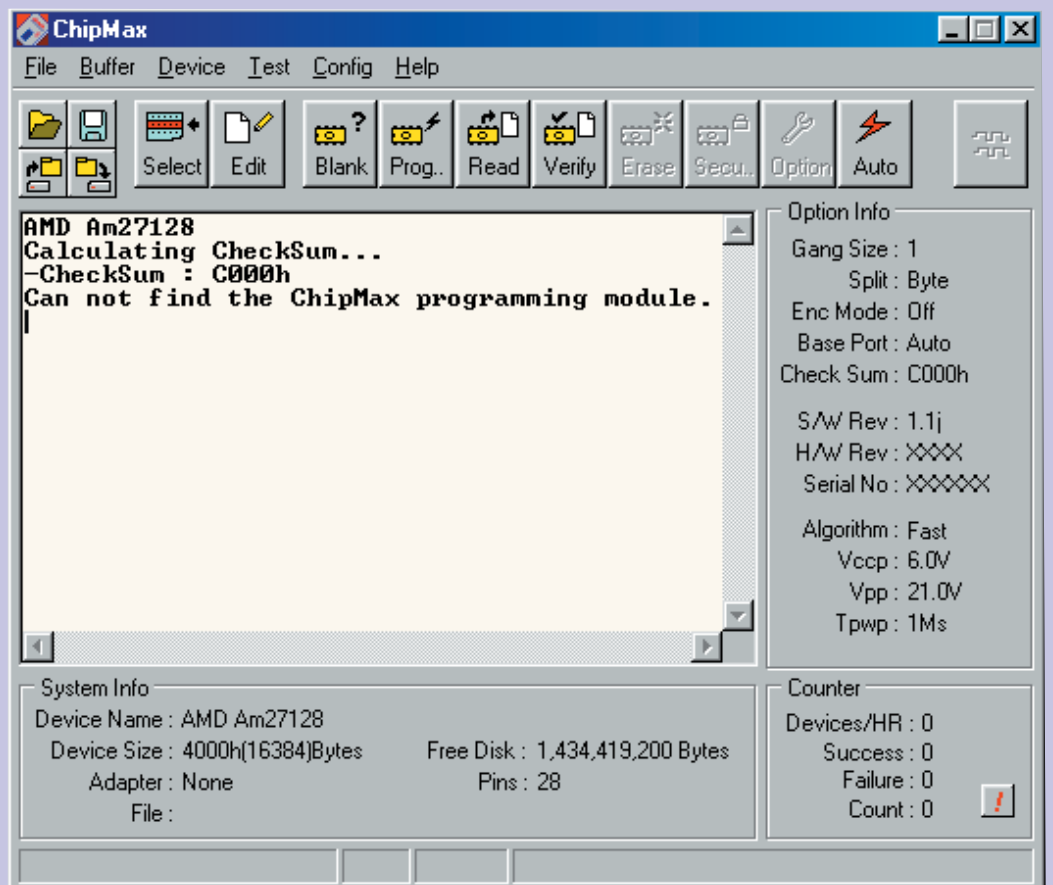 ChipMax
File Buffer Device Test Config Help
Select Edit Blank Prog.. Read Verify Erase Secu.. Option Auto
AMD Am27128
Calculating CheckSum...
-CheckSum : C000h
Can not find the ChipMax programming module.
Option Info
Gang Size : 1
Split : Byte
Enc Mode : Off
Base Port : Auto
Check Sum : C000h
S/W Rev : 1.1j
H/W Rev : XXXX
Serial No : XXXXXX
Algorithm : Fast
Vccp : 6.0V
Vpp : 21.0V
Tpwp : 1Ms
System Info
Device Name : AMD Am27128
Device Size : 4000h(16384)Bytes Free Disk : 1,434,419,200 Bytes
Adapter : None Pins : 28
File :
Counter
Devices/HR : 0
Success : 0
Failure : 0
Count : 0